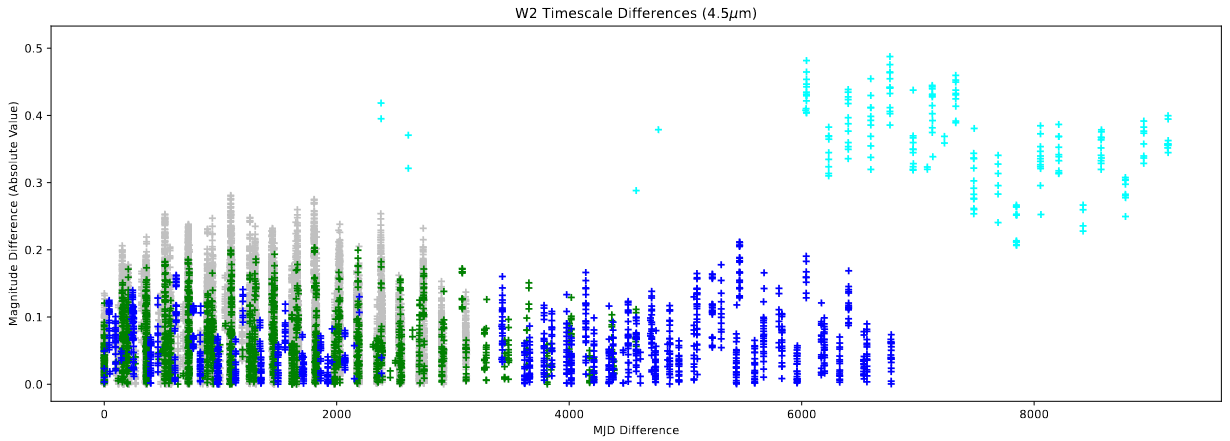 W2 Timescale Differences (4.5μm)
Magnitude Difference (Absolute Value)
0.5
0.4
0.3
0.2
0.1
0.0
0 2000 4000 6000 8000
MJD Difference